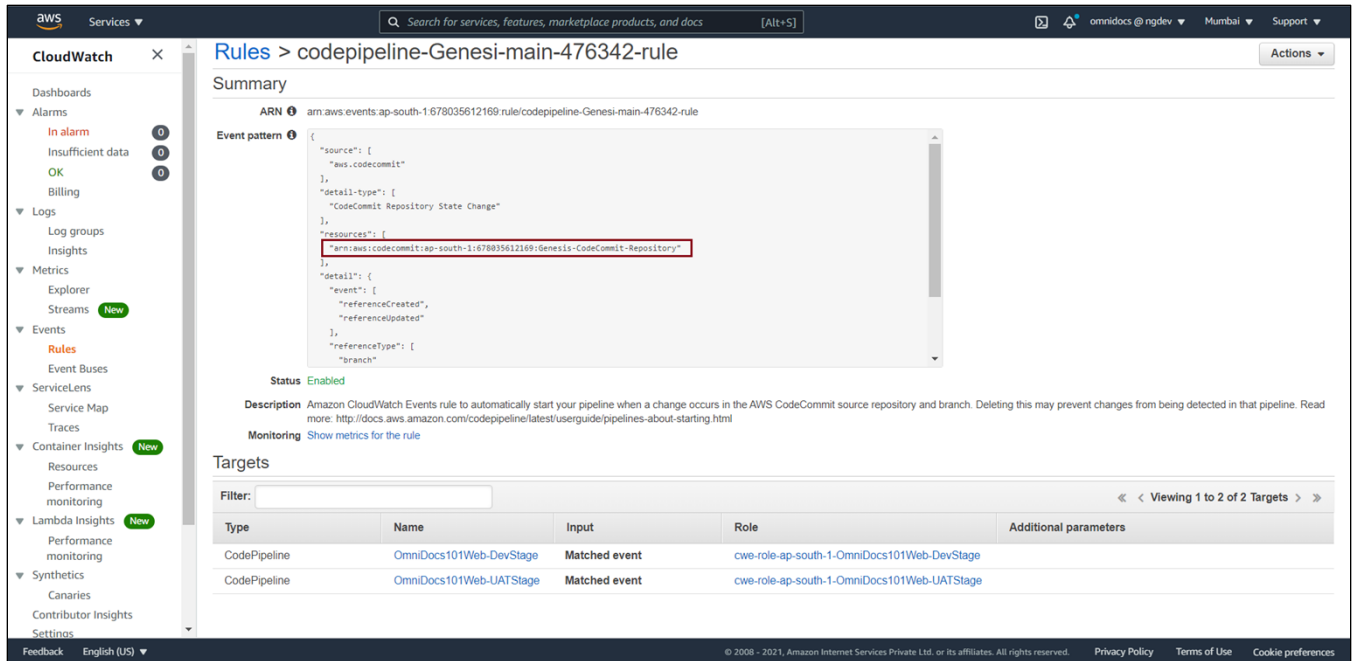 aws
Services ▼
Search for services, features, marketplace products, and docs [Alt+S]
omnidocs @ ngdev ▼
Mumbai ▼
Support ▼
CloudWatch ×
Dashboards
Alarms
In alarm 0
Insufficient data 0
OK 0
Billing
Logs
Log groups
Insights
Metrics
Explorer
Streams New
Events
Rules
Event Buses
ServiceLens
Service Map
Traces
Container Insights New
Resources
Performance
monitoring
Lambda Insights New
Performance
monitoring
Synthetics
Canaries
Contributor Insights
Settings
Rules > codepipeline-Genesi-main-476342-rule
Actions
Summary
ARN arn:aws:events:ap-south-1:678035612169:rule/codepipeline-Genesi-main-476342-rule
Event pattern {
"source": [
"aws.codecommit"
],
"detail-type": [
"CodeCommit Repository State Change"
],
"resources": [
"arn:aws:codecommit:ap-south-1:678035612169:Genesis-CodeCommit-Repository"
],
"detail": {
"event": [
"referenceCreated",
"referenceUpdated"
],
"referenceType": [
"branch"
Status Enabled
Description Amazon CloudWatch Events rule to automatically start your pipeline when a change occurs in the AWS CodeCommit source repository and branch. Deleting this may prevent changes from being detected in that pipeline. Read
more: http://docs.aws.amazon.com/codepipeline/latest/userguide/pipelines-about-starting.html
Monitoring Show metrics for the rule
Targets
Filter:
« < Viewing 1 to 2 of 2 Targets > »
Type Name Input Role Additional parameters
CodePipeline OmniDocs101Web-DevStage Matched event cwe-role-ap-south-1-OmniDocs101Web-DevStage
CodePipeline OmniDocs101Web-UATStage Matched event cwe-role-ap-south-1-OmniDocs101Web-UATStage
Feedback English (US) ▼
© 2008 - 2021, Amazon Internet Services Private Ltd. or its affiliates. All rights reserved. Privacy Policy Terms of Use Cookie preferences